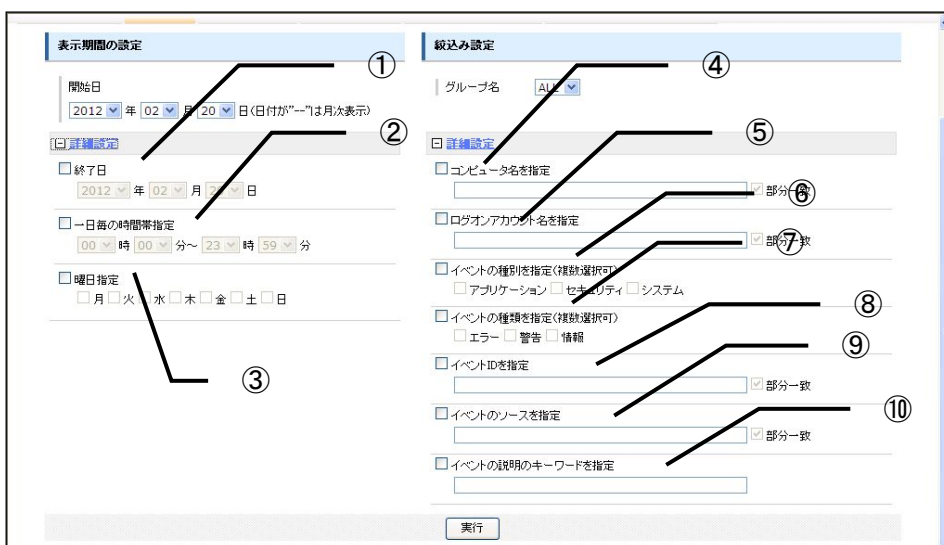 表示期間の設定
①
開始日
2012 年 02 月 20 日(日付が"--"は月次表示)
②
詳細設定
終了日
2012 年 02 月 20 日
一日毎の時間帯指定
00 時 00 分～ 23 時 59 分
曜日指定
月 火 水 木 金 土 日
③
絞込み設定
④
グループ名 ALL
⑤
詳細設定
コンピュータ名を指定
部分一致
⑥
ログオンアカウント名を指定
部分一致
⑦
イベントの種別を指定(複数選択可)
アプリケーション セキュリティ システム
イベントの種類を指定(複数選択可)
エラー 警告 情報
⑧
イベントIDを指定
部分一致
⑨
イベントのソースを指定
部分一致
⑩
イベントの説明のキーワードを指定
実行